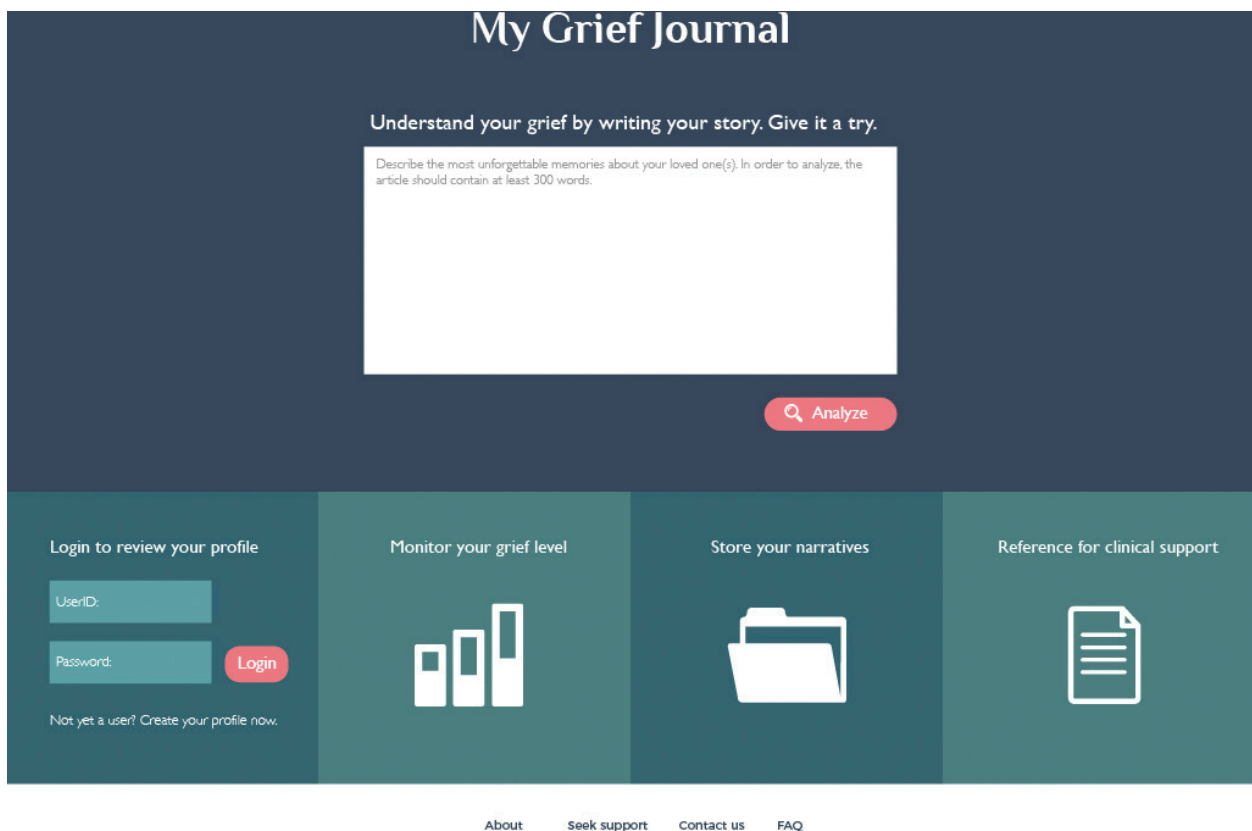 My Grief Journal
Understand your grief by writing your story. Give it a try.
Describe the most unforgettable memories about your loved one(s). In order to analyze, the
article should contain at least 300 words.
Analyze
Login to review your profile
UserID:
Password:
Login
Not yet a user? Create your profile now.
Monitor your grief level
Store your narratives
Reference for clinical support
About Seek support Contact us FAQ